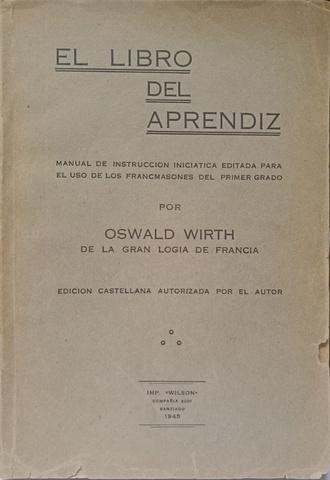 EL LIBRO
DEL
APRENDIZ
MANUAL DE INSTRUCCION INICIATICA EDITADA PARA
EL USO DE LOS FRANCMASONES DEL PRIMER GRADO
POR
OSWALD WIRTH
DE LA GRAN LOGIA DE FRANCIA
EDICION CASTELLANA AUTORIZADA POR EL AUTOR
IMP. «WILSON»
COMPAÑIA
SANTIAGO
1945